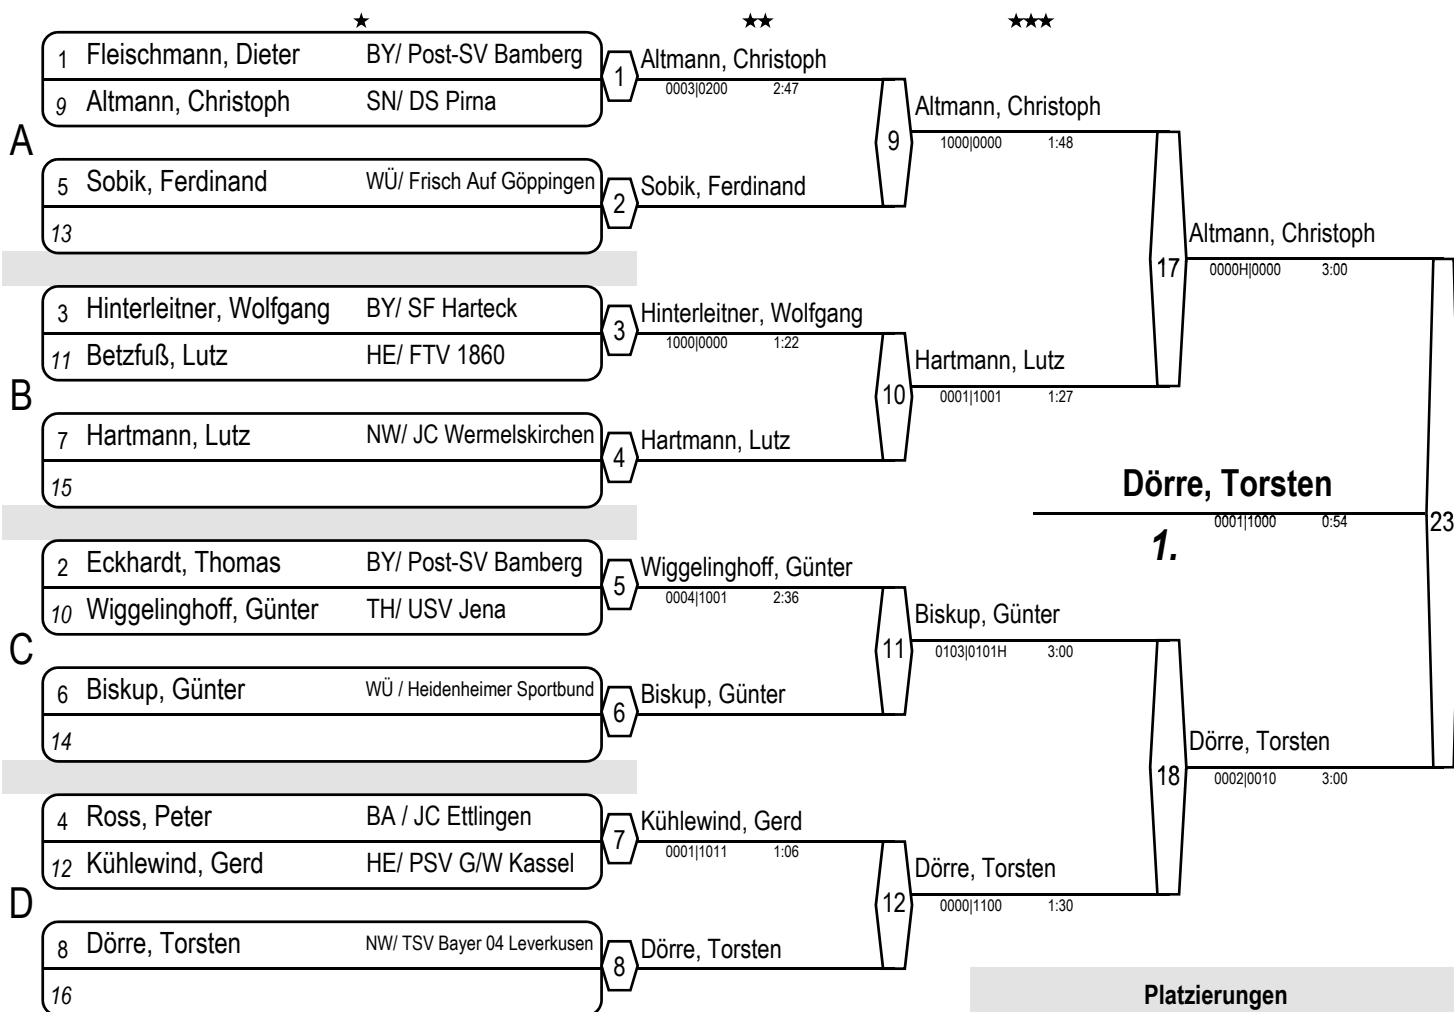 ★ ★★ ★★★
A
1 Fleischmann, Dieter BY/ Post-SV Bamberg
9 Altmann, Christoph SN/ DS Pirna
5 Sobik, Ferdinand WÜ/ Frisch Auf Göppingen
13
B
3 Hinterleitner, Wolfgang BY/ SF Harteck
11 Betzfuß, Lutz HE/ FTV 1860
7 Hartmann, Lutz NW/ JC Wermelskirchen
15
C
2 Eckhardt, Thomas BY/ Post-SV Bamberg
10 Wiggelinghoff, Günter TH/ USV Jena
6 Biskup, Günter WÜ / Heidenheimer Sportbund
14
D
4 Ross, Peter BA / JC Ettlingen
12 Kühlewind, Gerd HE/ PSV G/W Kassel
8 Dörre, Torsten NW/ TSV Bayer 04 Leverkusen
16
1 Altmann, Christoph
0003|0200 2:47
2 Sobik, Ferdinand
3 Hinterleitner, Wolfgang
1000|0000 1:22
4 Hartmann, Lutz
5 Wiggelinghoff, Günter
0004|1001 2:36
6 Biskup, Günter
7 Kühlewind, Gerd
0001|1011 1:06
8 Dörre, Torsten
9 Altmann, Christoph
1000|0000 1:48
10 Hartmann, Lutz
0001|1001 1:27
11 Biskup, Günter
0103|0101H 3:00
12 Dörre, Torsten
0000|1100 1:30
17 Altmann, Christoph
0000H|0000 3:00
18 Dörre, Torsten
0002|0010 3:00
23
Dörre, Torsten
0001|1000 0:54
1.
Platzierungen